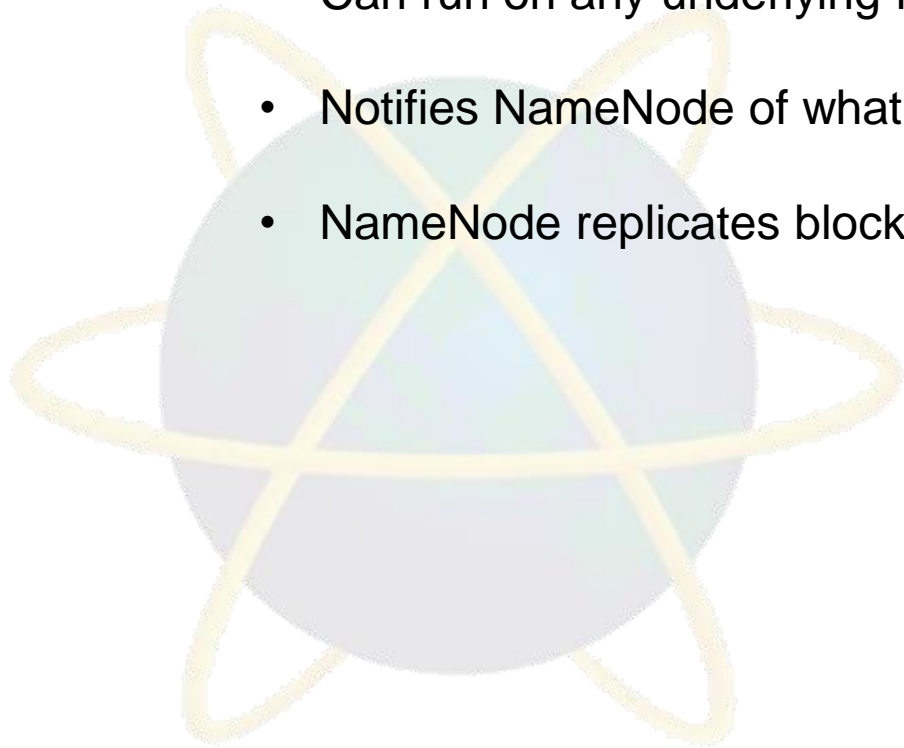 Can run on any underlying
• Notifies NameNode of what
• NameNode replicates block